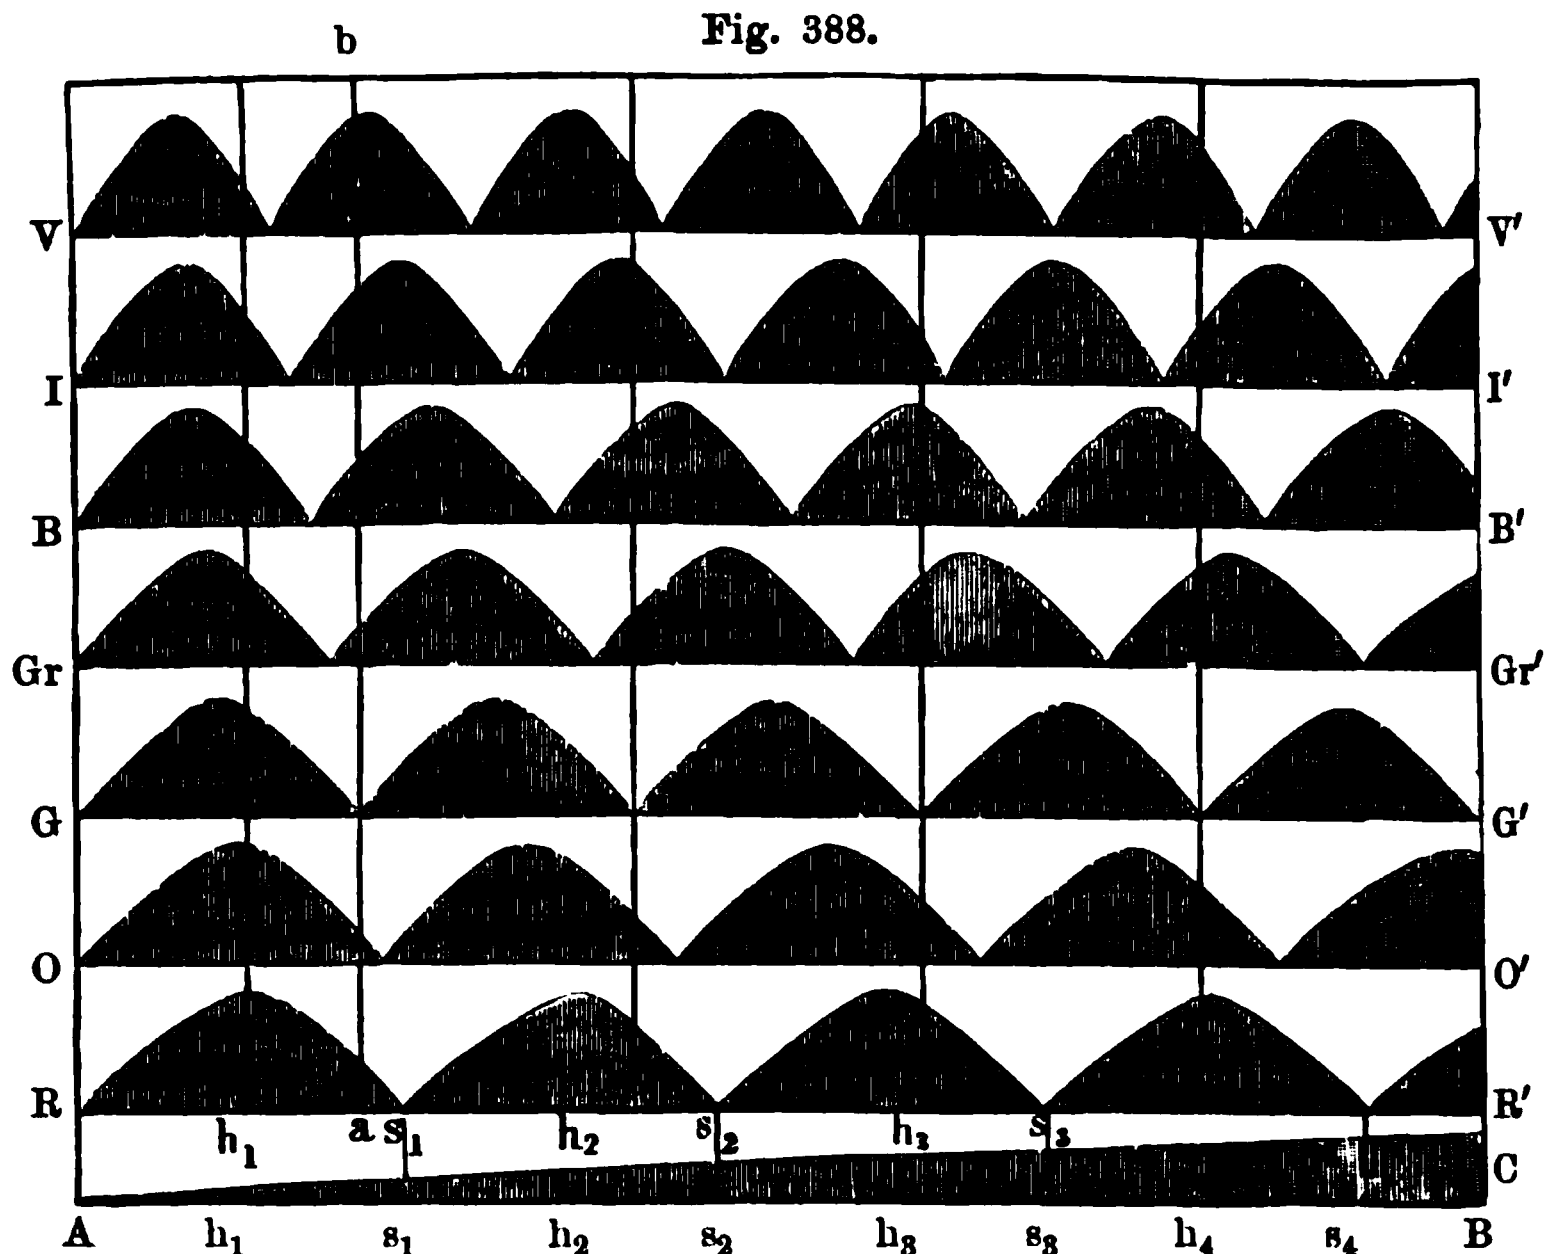 Fig. 388.
b
V V′
I I′
B B′
Gr Gr′
G G′
O O′
R R′
h₁ a s₁ h₂ s₂ h₃ s₃
C
A h₁ s₁ h₂ s₂ h₃ s₃ h₄ s₄ B